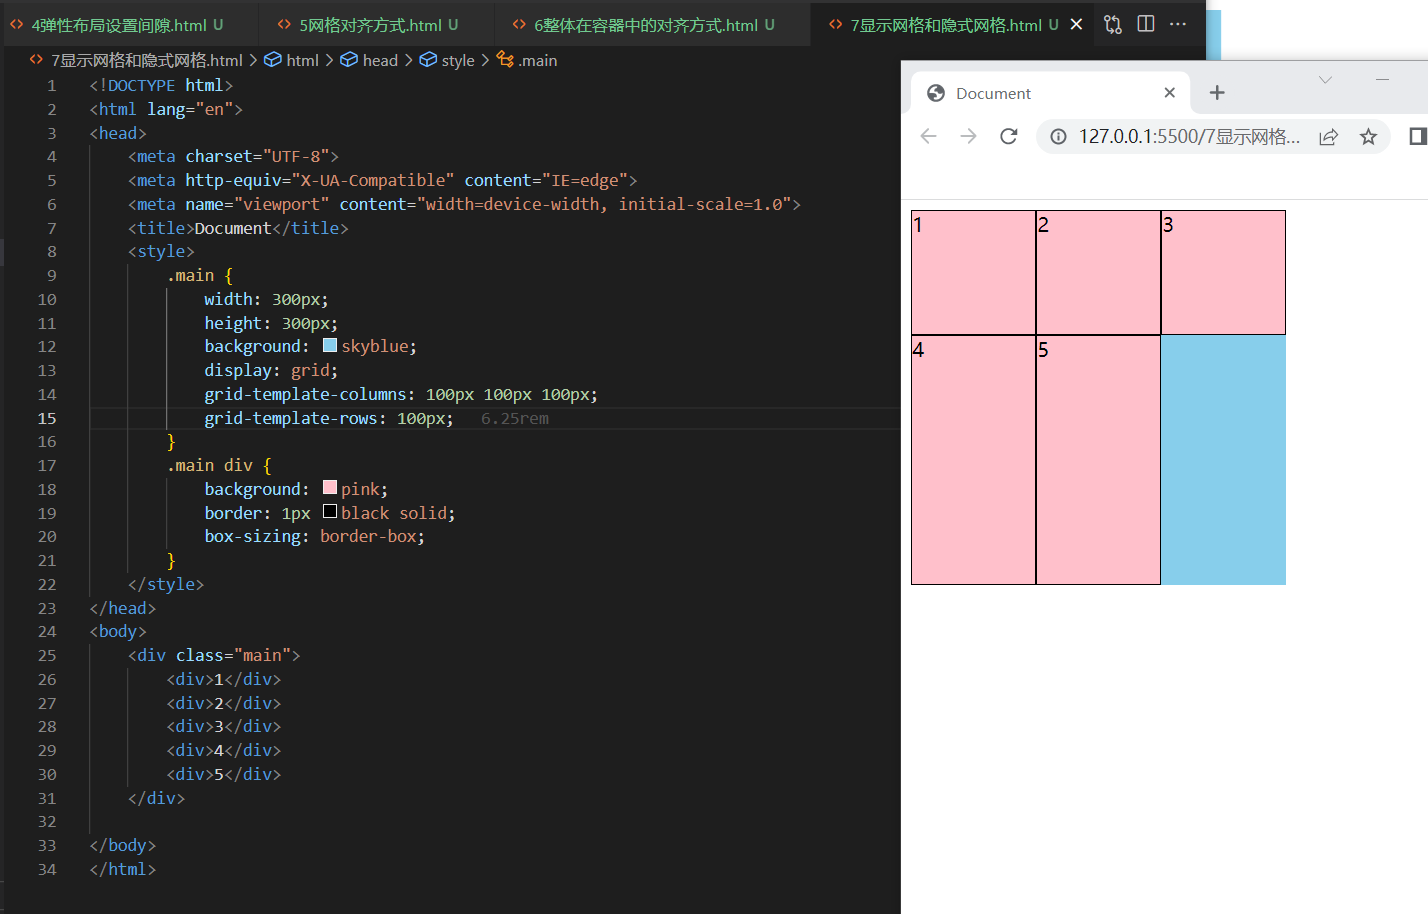 4弹性布局设置间隙.html U
5网格对齐方式.html U
6整体在容器中的对齐方式.html U
7显示网格和隐式网格.html U
7显示网格和隐式网格.html > html > head > style > .main
1 <!DOCTYPE html>
2 <html lang="en">
3 <head>
4 <meta charset="UTF-8">
5 <meta http-equiv="X-UA-Compatible" content="IE=edge">
6 <meta name="viewport" content="width=device-width, initial-scale=1.0">
7 <title>Document</title>
8 <style>
9 .main {
10 width: 300px;
11 height: 300px;
12 background: skyblue;
13 display: grid;
14 grid-template-columns: 100px 100px 100px;
15 grid-template-rows: 100px; 6.25rem
16 }
17 .main div {
18 background: pink;
19 border: 1px black solid;
20 box-sizing: border-box;
21 }
22 </style>
23 </head>
24 <body>
25 <div class="main">
26 <div>1</div>
27 <div>2</div>
28 <div>3</div>
29 <div>4</div>
30 <div>5</div>
31 </div>
32
33 </body>
34 </html>
Document
127.0.0.1:5500/7显示网格...
1 2 3
4 5